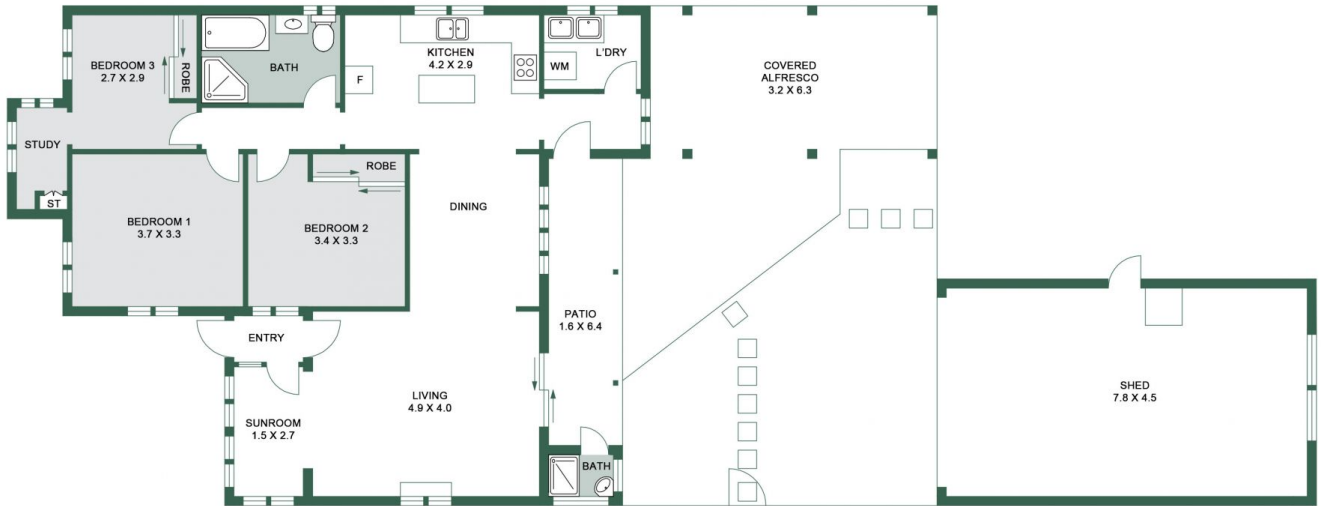 BEDROOM 3
2.7 X 2.9
ROBE
BATH
KITCHEN
4.2 X 2.9
F
L'DRY
WM
COVERED
ALFRESCO
3.2 X 6.3
STUDY
ST
BEDROOM 1
3.7 X 3.3
ROBE
BEDROOM 2
3.4 X 3.3
DINING
PATIO
1.6 X 6.4
ENTRY
LIVING
4.9 X 4.0
SUNROOM
1.5 X 2.7
BATH
SHED
7.8 X 4.5